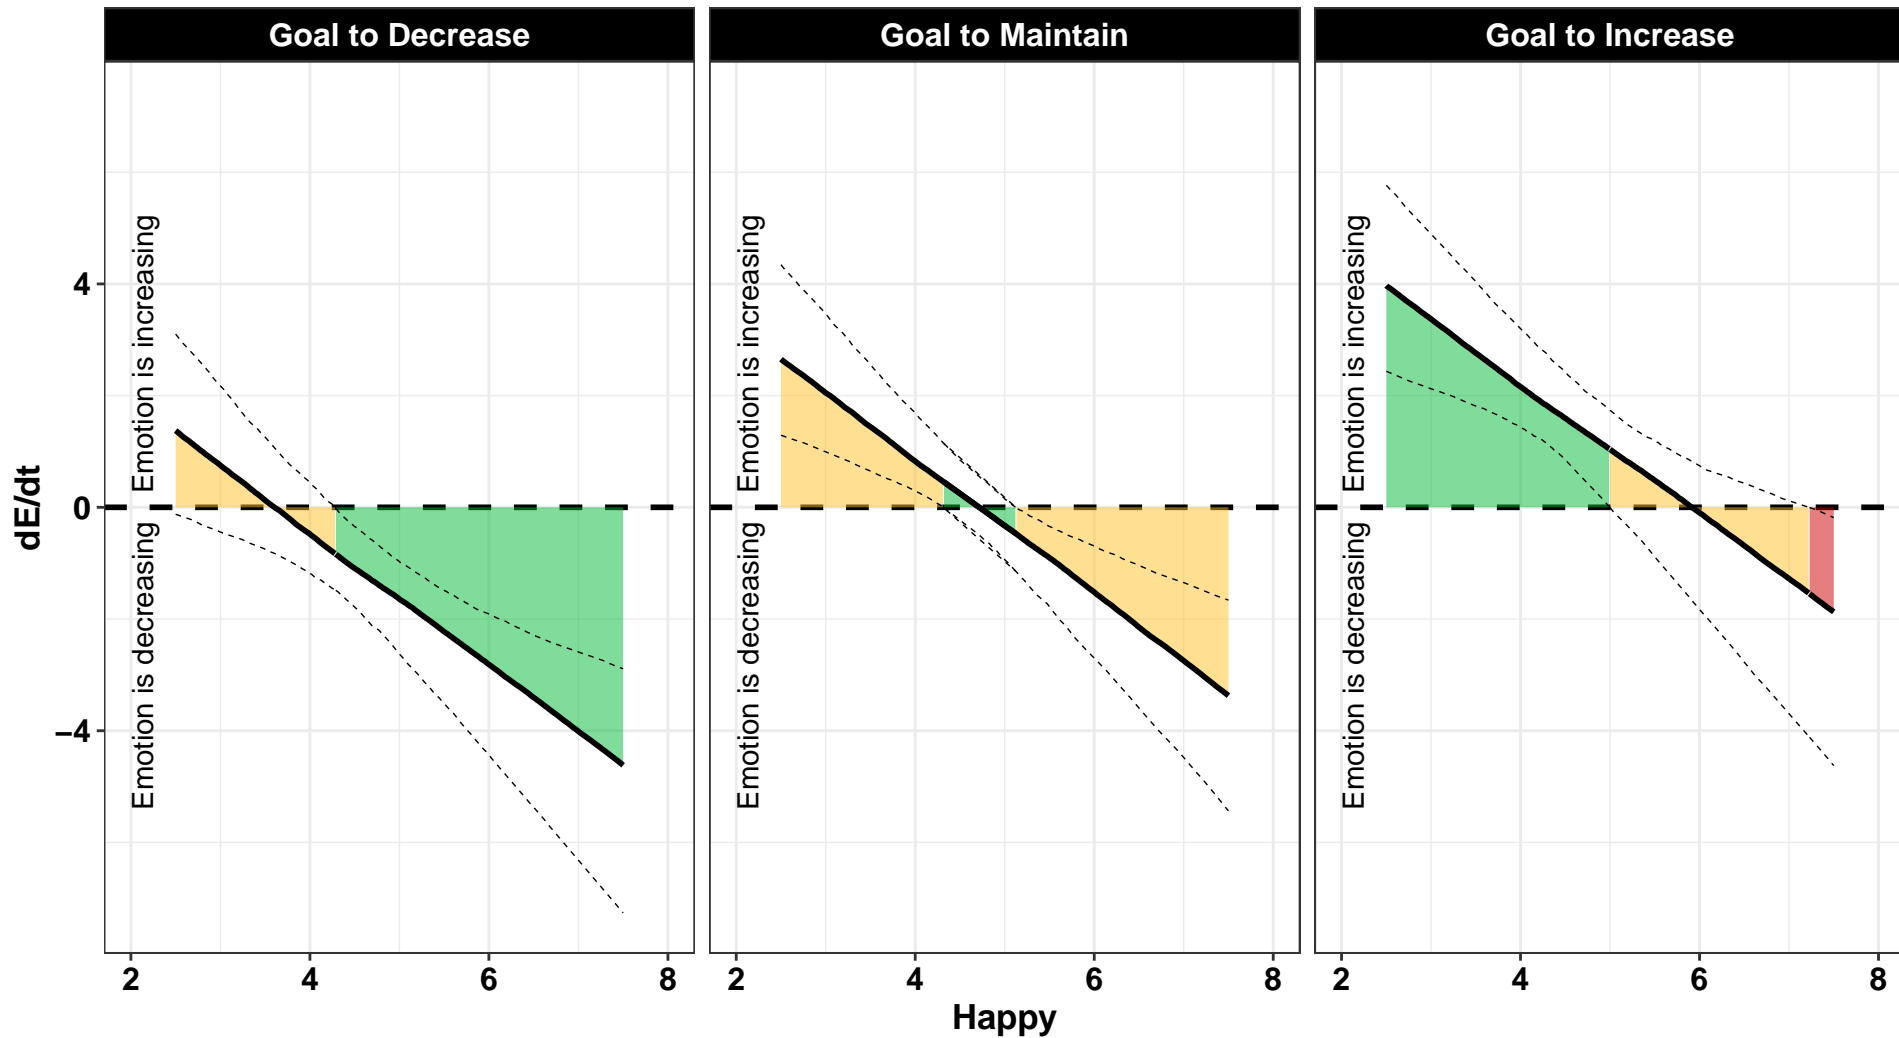 Goal to Decrease
Goal to Maintain
Goal to Increase
dE/dt
4
0
−4
Emotion is increasing
Emotion is decreasing
Emotion is increasing
Emotion is decreasing
Emotion is increasing
Emotion is decreasing
2 4 6 8
2 4 6 8
2 4 6 8
Happy